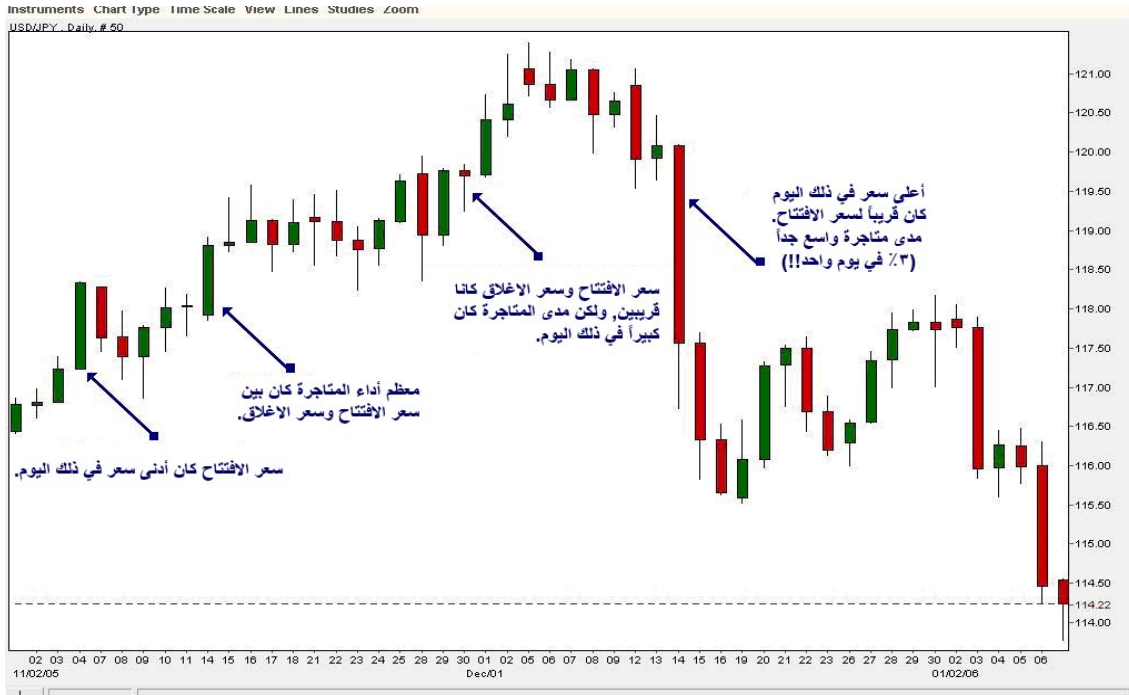 Instruments Chart Type Time Scale View Lines Studies Zoom
USD/JPY . Daily. # 50
121.00
120.50
120.00
119.50
119.00
118.50
118.00
117.50
117.00
116.50
116.00
115.50
115.00
114.50
114.22
114.00
أعلى سعر في ذلك اليوم
كان قريباً لسعر الافتتاح.
مدى متاجرة واسع جداً
(٣٪ في يوم واحد!!)
سعر الافتتاح وسعر الاغلاق كانا
قريبين, ولكن مدى المتاجرة كان
كبيراً في ذلك اليوم.
معظم أداء المتاجرة كان بين
سعر الافتتاح وسعر الاغلاق.
سعر الافتتاح كان أدنى سعر في ذلك اليوم.
02 03 04 07 08 09 10 11 14 15 16 17 18 21 22 23 24 25 28 29 30 01 02 05 06 07 08 09 12 13 14 15 16 19 20 21 22 23 26 27 28 29 30 02 03 04 05 06
11/02/05 Dec/01 01/02/06